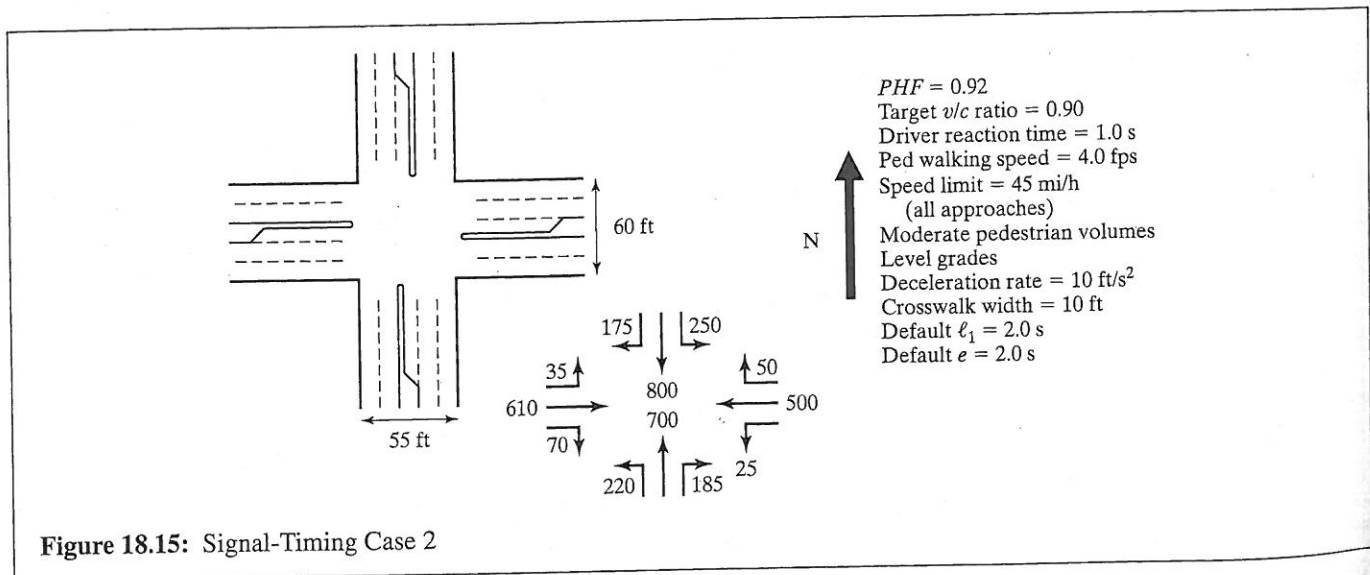 PHF = 0.92
Target v/c ratio = 0.90
Driver reaction time = 1.0 s
Ped walking speed = 4.0 fps
Speed limit = 45 mi/h
(all approaches)
Moderate pedestrian volumes
Level grades
Deceleration rate = 10 ft/s²
Crosswalk width = 10 ft
Default ℓ₁ = 2.0 s
Default e = 2.0 s
N
60 ft
55 ft
175
250
35
50
800
610
500
700
70
25
220
185
Figure 18.15: Signal-Timing Case 2